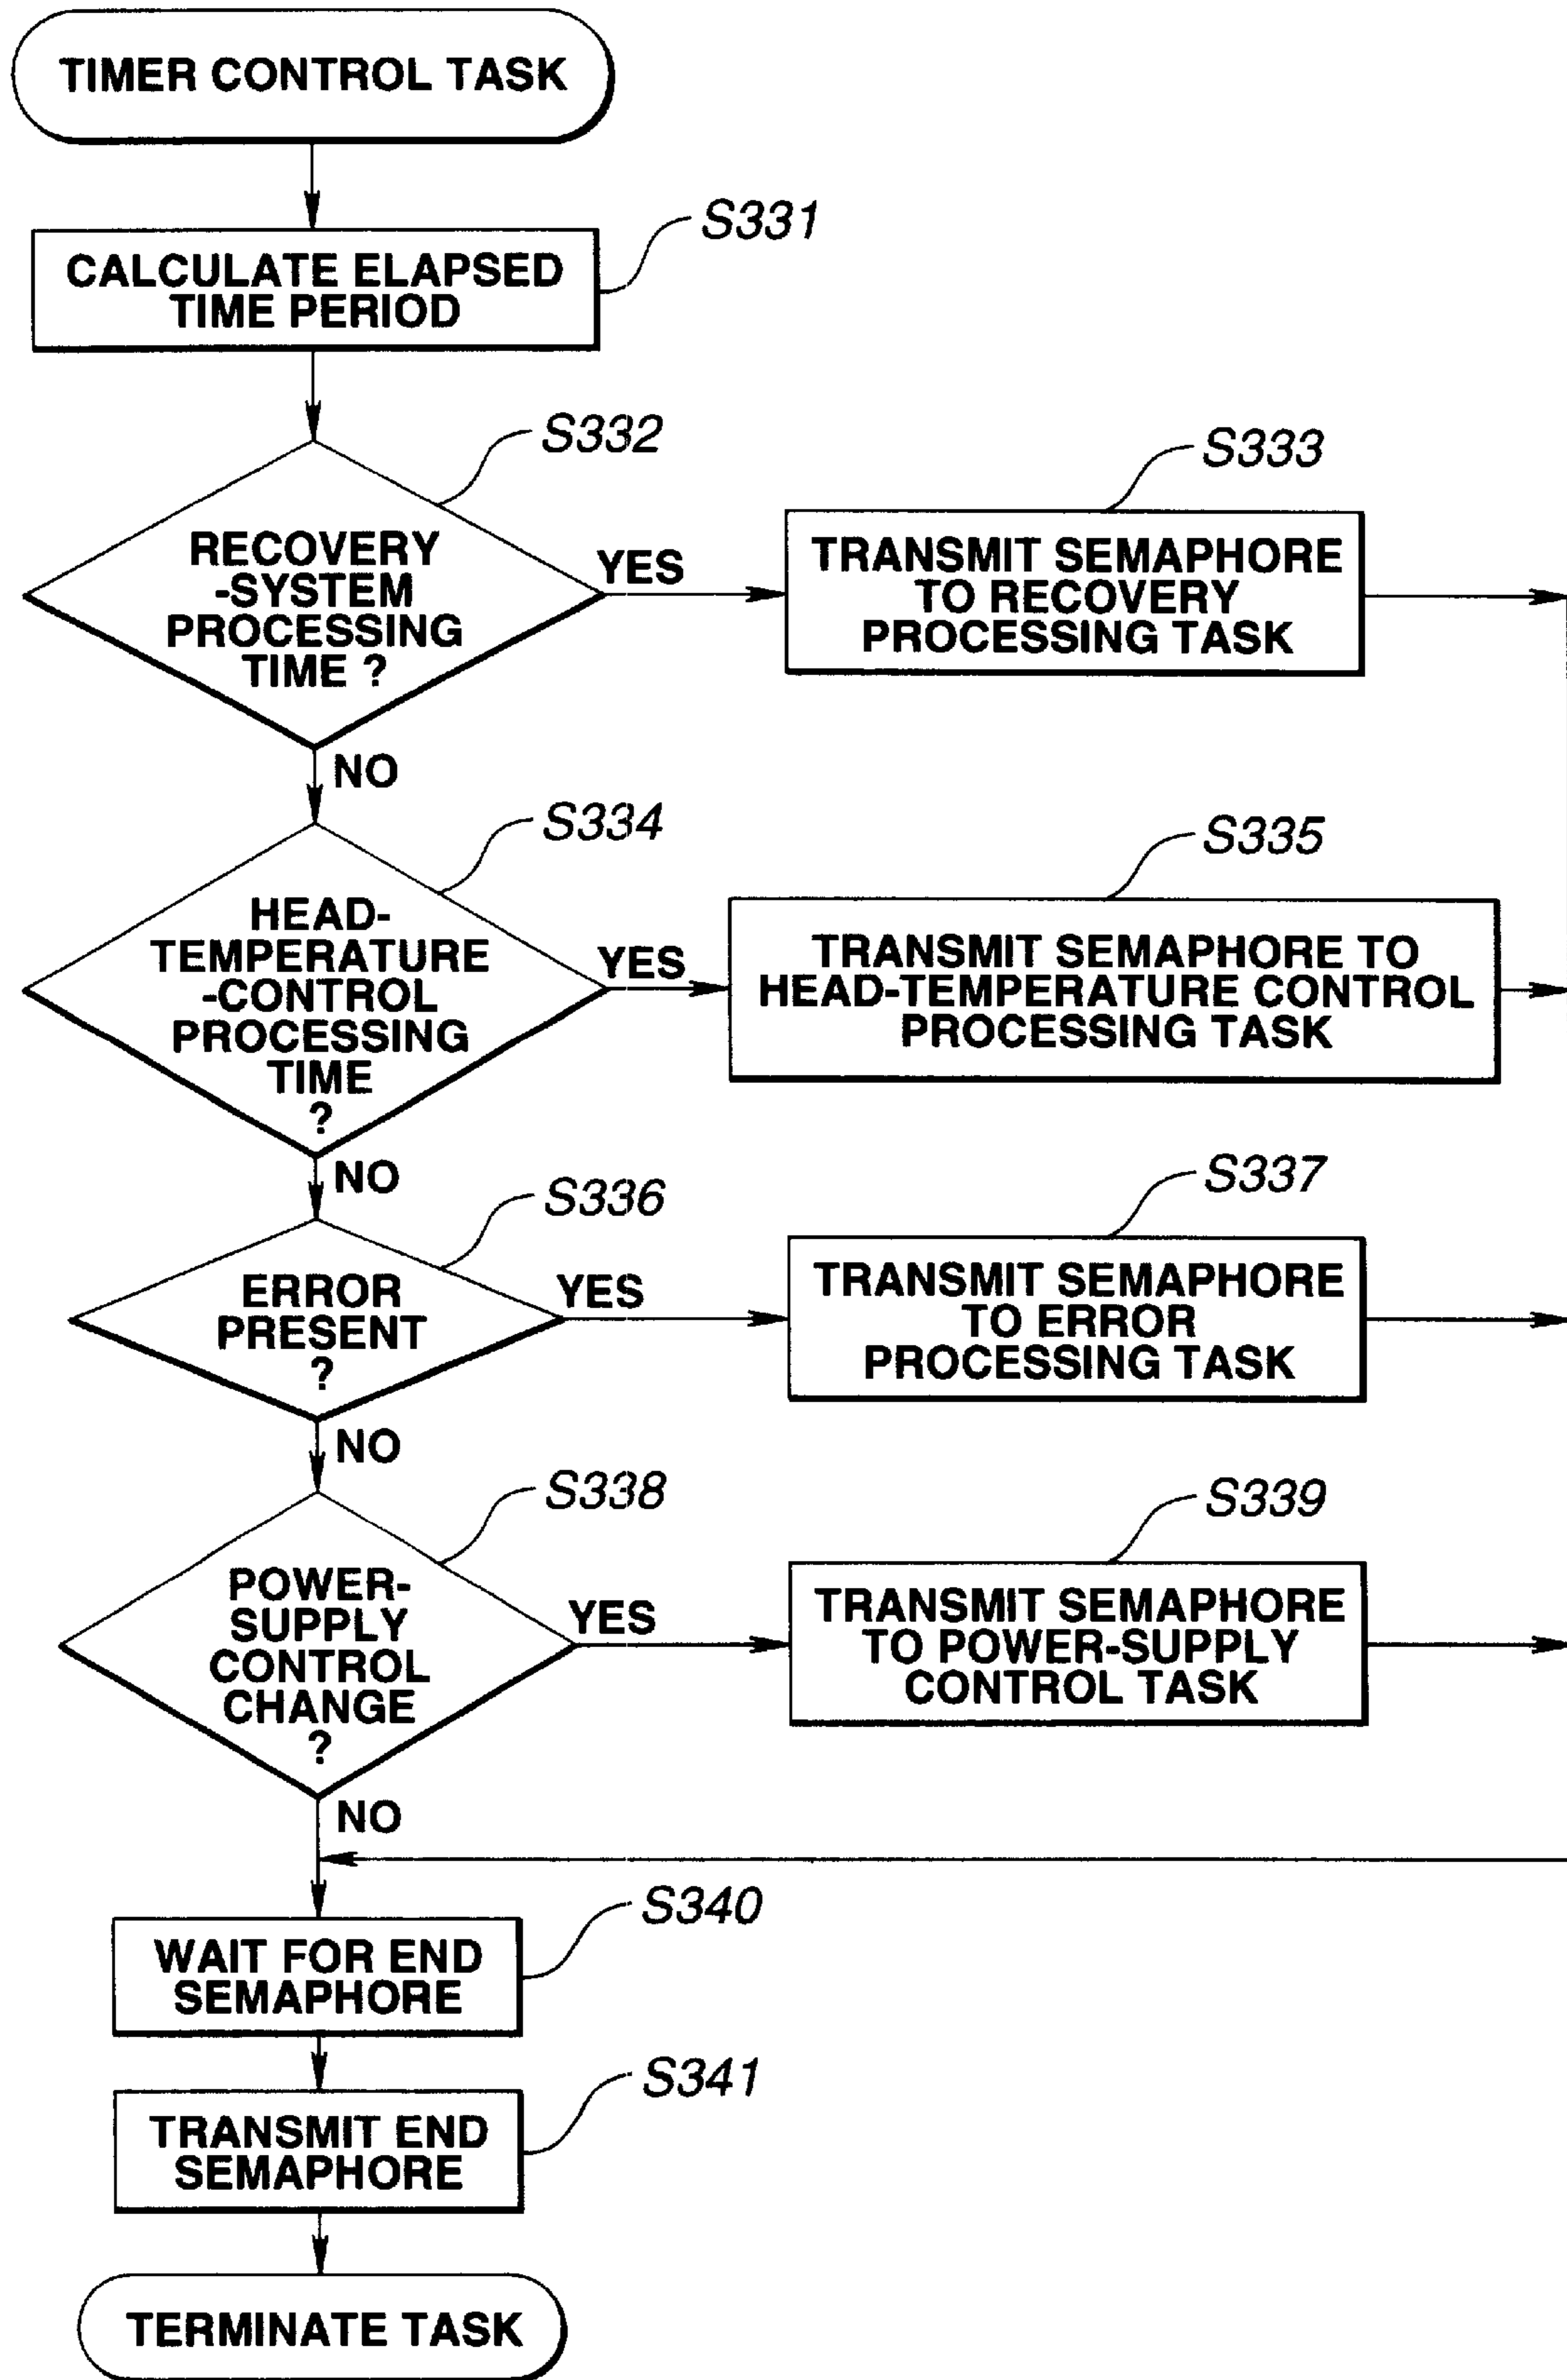 TIMER CONTROL TASK
S331
CALCULATE ELAPSED
TIME PERIOD
S332
RECOVERY
-SYSTEM
PROCESSING
TIME ?
YES
S333
TRANSMIT SEMAPHORE
TO RECOVERY
PROCESSING TASK
NO
S334
HEAD-
TEMPERATURE
-CONTROL
PROCESSING
TIME
?
YES
S335
TRANSMIT SEMAPHORE TO
HEAD-TEMPERATURE CONTROL
PROCESSING TASK
NO
S336
ERROR
PRESENT
?
YES
S337
TRANSMIT SEMAPHORE
TO ERROR
PROCESSING TASK
NO
S338
POWER-
SUPPLY
CONTROL
CHANGE
?
YES
S339
TRANSMIT SEMAPHORE
TO POWER-SUPPLY
CONTROL TASK
NO
S340
WAIT FOR END
SEMAPHORE
S341
TRANSMIT END
SEMAPHORE
TERMINATE TASK